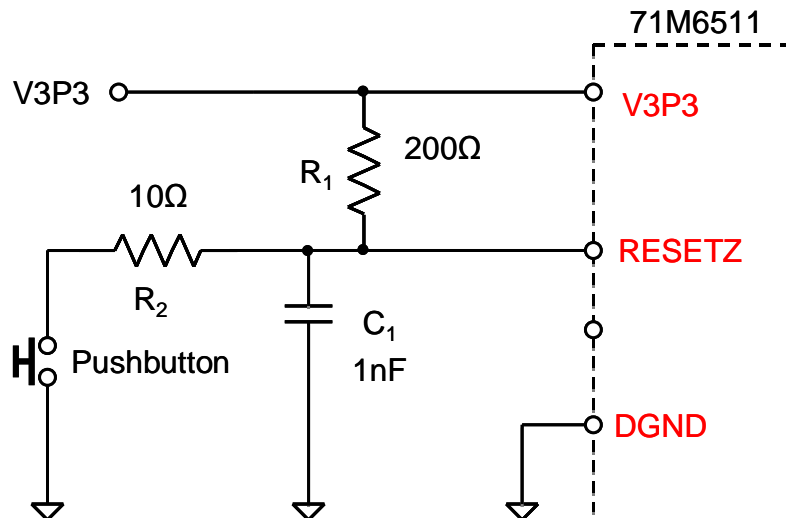 71M6511
V3P3
V3P3
200Ω
R1
10Ω
RESETZ
R2
C1
Pushbutton
1nF
DGND